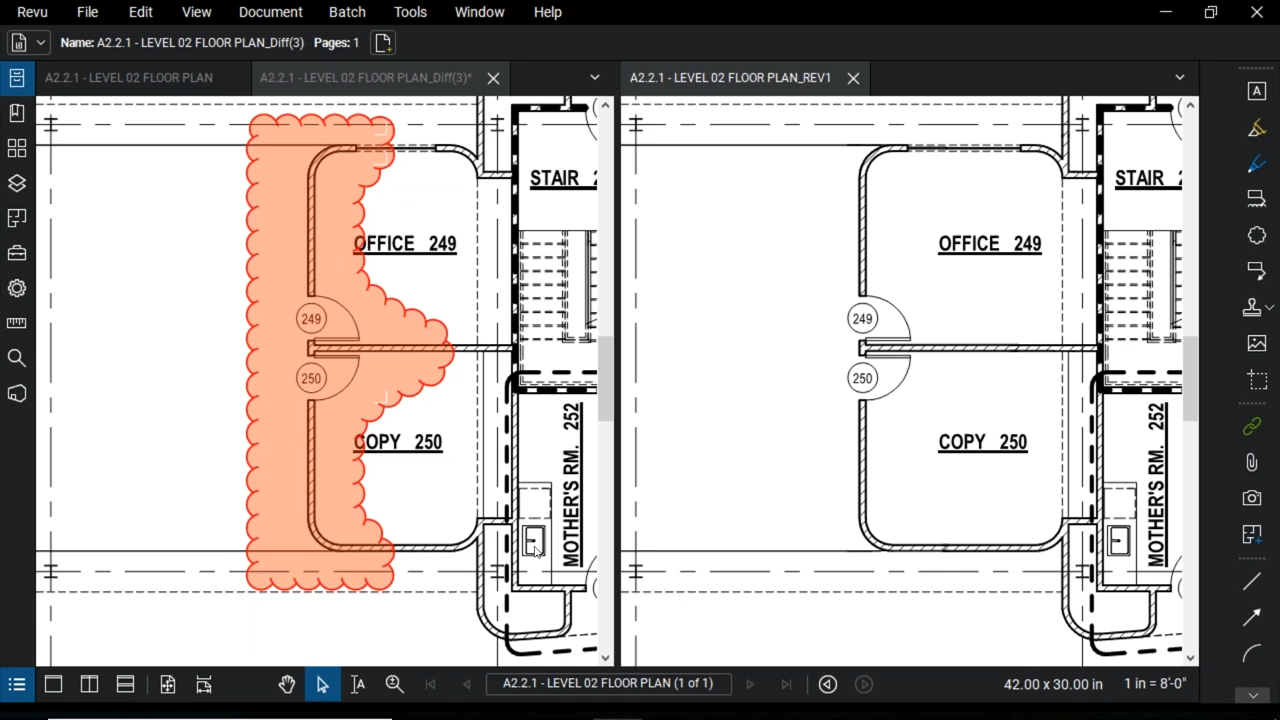 Revu File Edit View Document Batch Tools Window Help
Name: A2.2.1 - LEVEL 02 FLOOR PLAN_Diff(3) Pages: 1
A2.2.1 - LEVEL 02 FLOOR PLAN
A2.2.1 - LEVEL 02 FLOOR PLAN_Diff(3)*
A2.2.1 - LEVEL 02 FLOOR PLAN_REV1
STAIR
OFFICE 249
249
250
COPY 250
MOTHER'S RM. 252
STAIR
OFFICE 249
249
250
COPY 250
MOTHER'S RM. 252
A2.2.1 - LEVEL 02 FLOOR PLAN (1 of 1)
42.00 x 30.00 in
1 in = 8'-0"